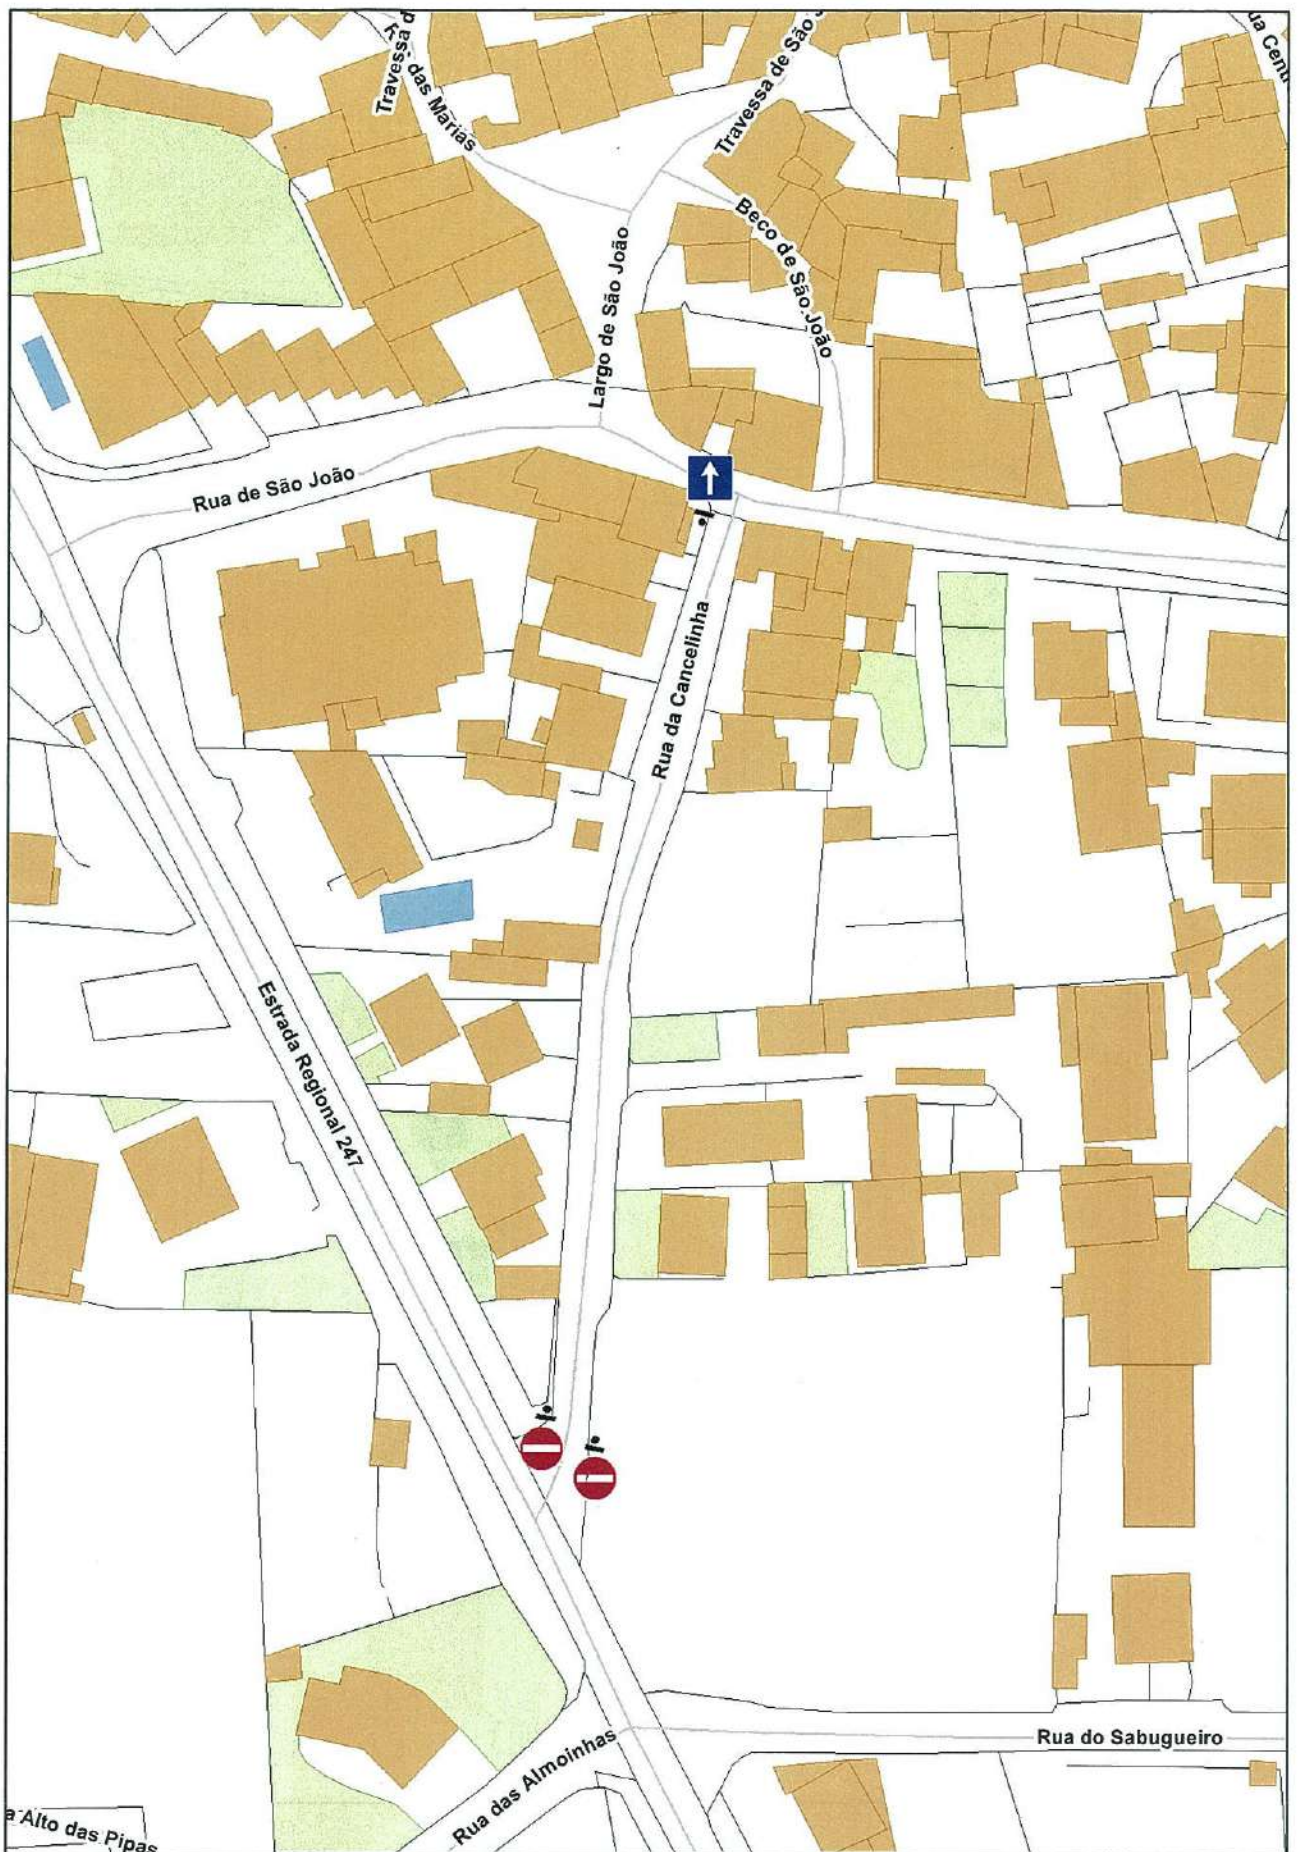 Travessa d
das Marias
Travessa de São
Beco de São João
Largo de São João
Rua de São João
Rua da Cancelinha
Estrada Regional 247
Rua do Sabugueiro
Rua das Almoinhas
a Alto das Pipas